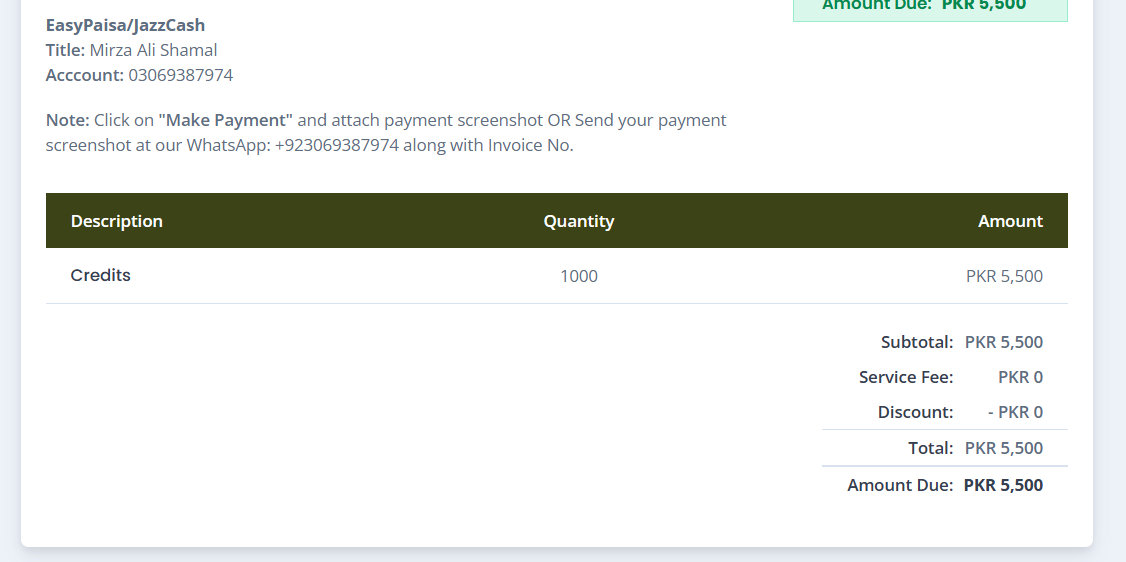 Amount Due: PKR 5,500
EasyPaisa/JazzCash
Title: Mirza Ali Shamal
Acccount: 03069387974
Note: Click on "Make Payment" and attach payment screenshot OR Send your payment
screenshot at our WhatsApp: +923069387974 along with Invoice No.
Description Quantity Amount
Credits 1000 PKR 5,500
Subtotal: PKR 5,500
Service Fee: PKR 0
Discount: - PKR 0
Total: PKR 5,500
Amount Due: PKR 5,500